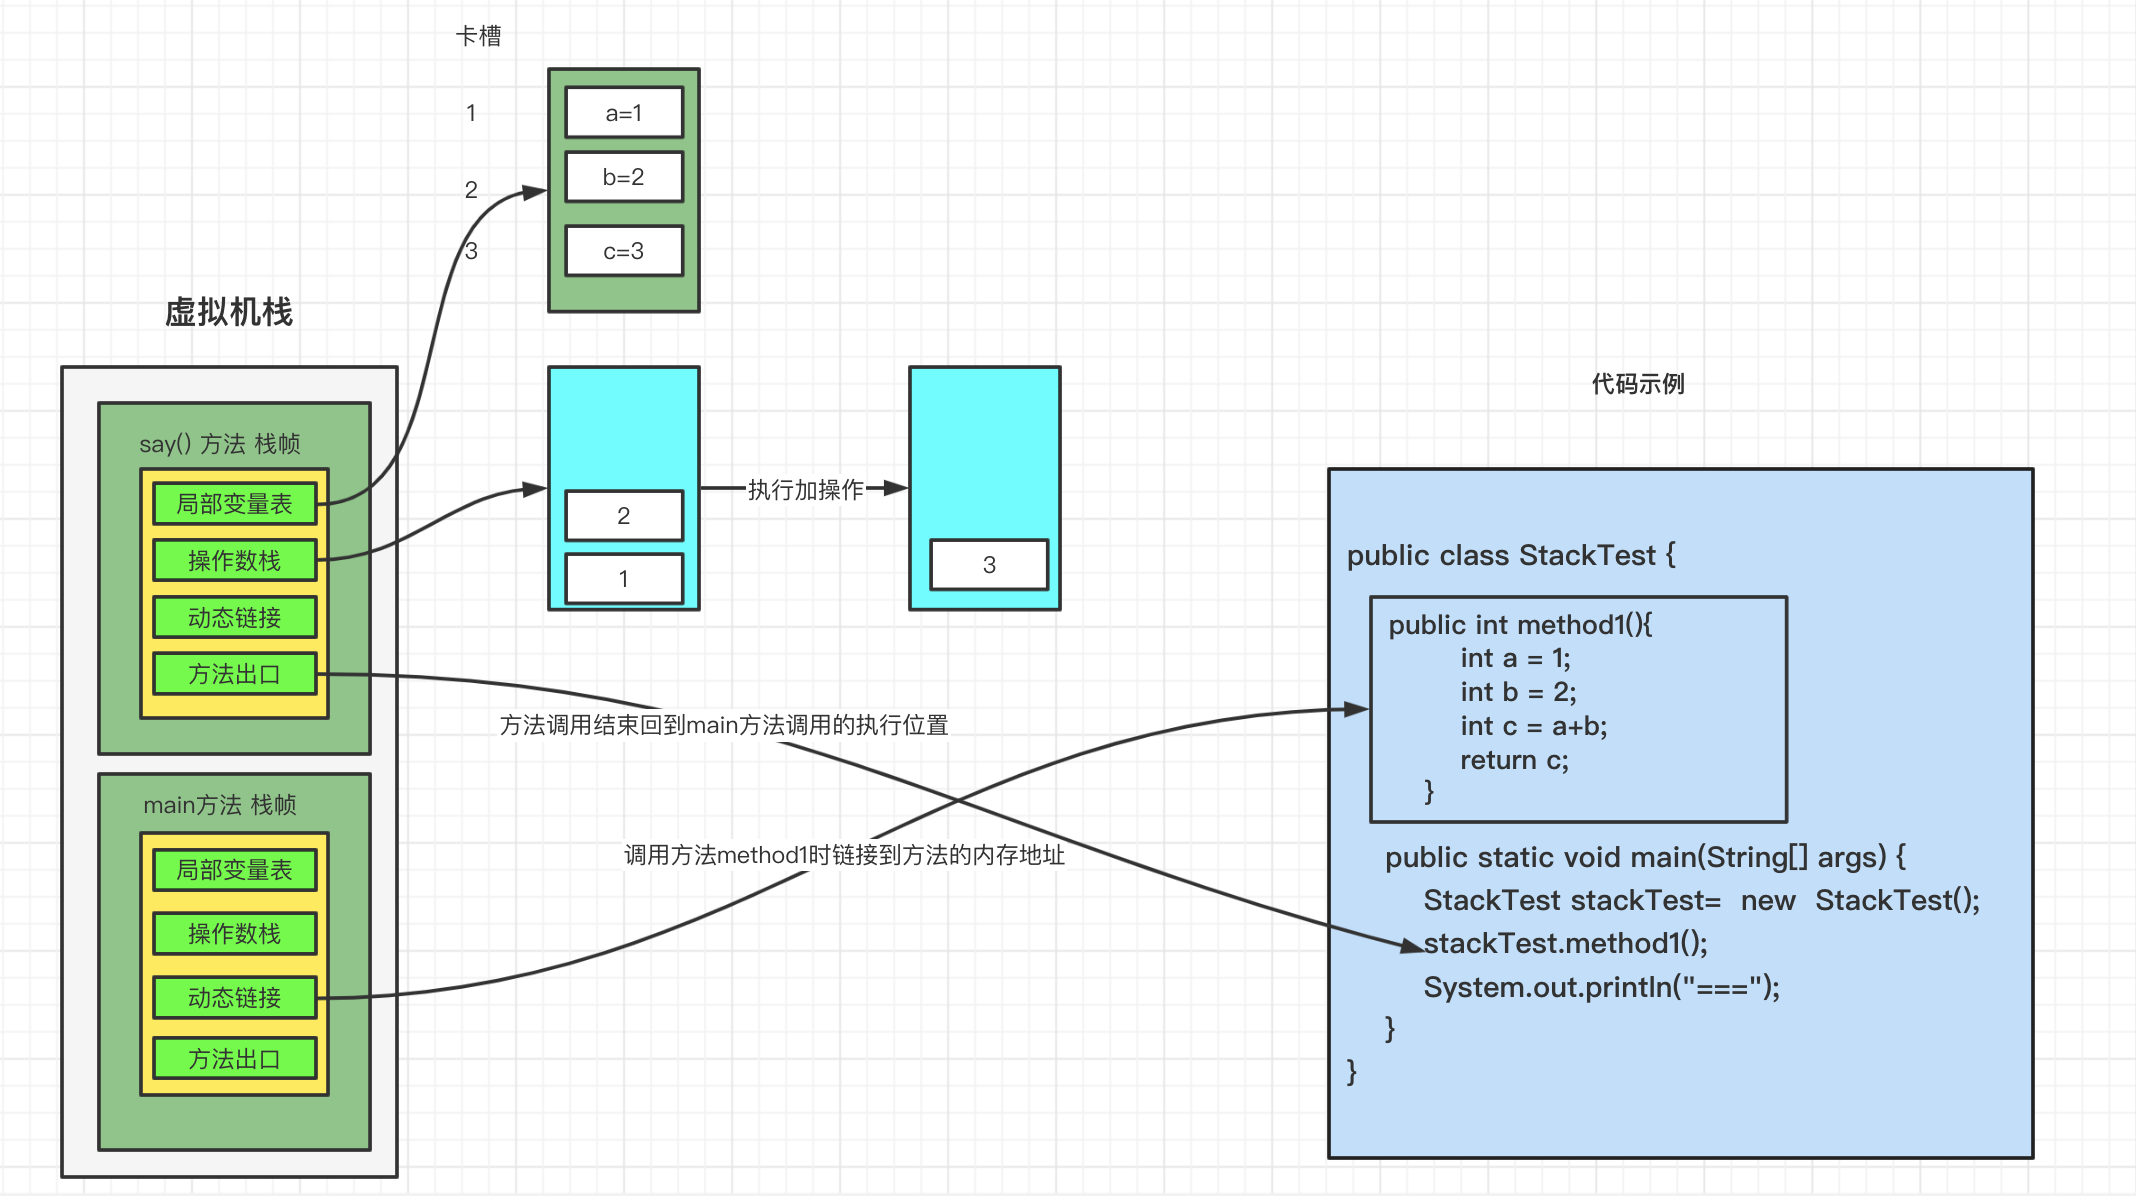 卡槽
1
a=1
2
b=2
3
c=3
虚拟机栈
say() 方法 栈帧
局部变量表
操作数栈
动态链接
方法出口
2
1
执行加操作
3
main方法 栈帧
局部变量表
操作数栈
动态链接
方法出口
方法调用结束回到main方法调用的执行位置
调用方法method1时链接到方法的内存地址
代码示例
public class StackTest {
public int method1(){
int a = 1;
int b = 2;
int c = a+b;
return c;
}
public static void main(String[] args) {
StackTest stackTest=  new  StackTest();
stackTest.method1();
System.out.println("===");
}
}